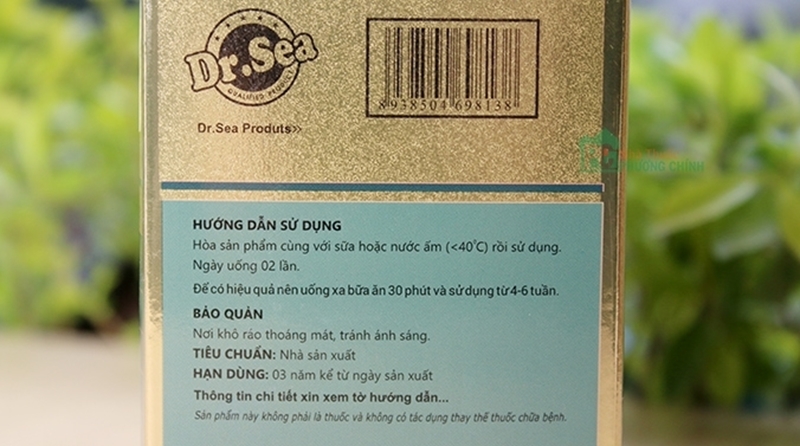 Dr.Sea
QUALIFIED PRODUCT
8938504698138
Dr.Sea Produts»
HƯỚNG DẪN SỬ DỤNG
Hòa sản phẩm cùng với sữa hoặc nước ấm (<40°C) rồi sử dụng.
Ngày uống 02 lần.
Để có hiệu quả nên uống xa bữa ăn 30 phút và sử dụng từ 4-6 tuần.
BẢO QUẢN
Nơi khô ráo thoáng mát, tránh ánh sáng.
TIÊU CHUẨN: Nhà sản xuất
HẠN DÙNG: 03 năm kể từ ngày sản xuất
Thông tin chi tiết xin xem tờ hướng dẫn...
Sản phẩm này không phải là thuốc và không có tác dụng thay thế thuốc chữa bệnh.